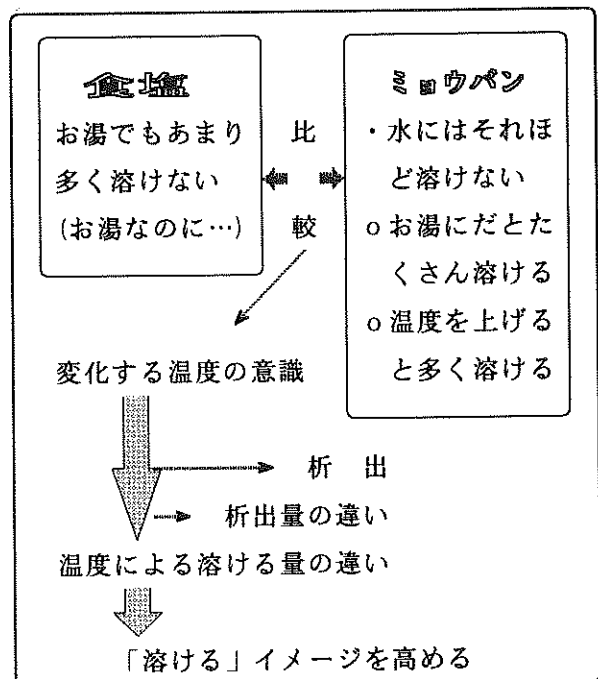 食塩
お湯でもあまり
多く溶けない
(お湯なのに…)
比
較
ミョウバン
・水にはそれほ
ど溶けない
o お湯にだとた
くさん溶ける
o 温度を上げる
と多く溶ける
変化する温度の意識
析　出
析出量の違い
温度による溶ける量の違い
「溶ける」イメージを高める